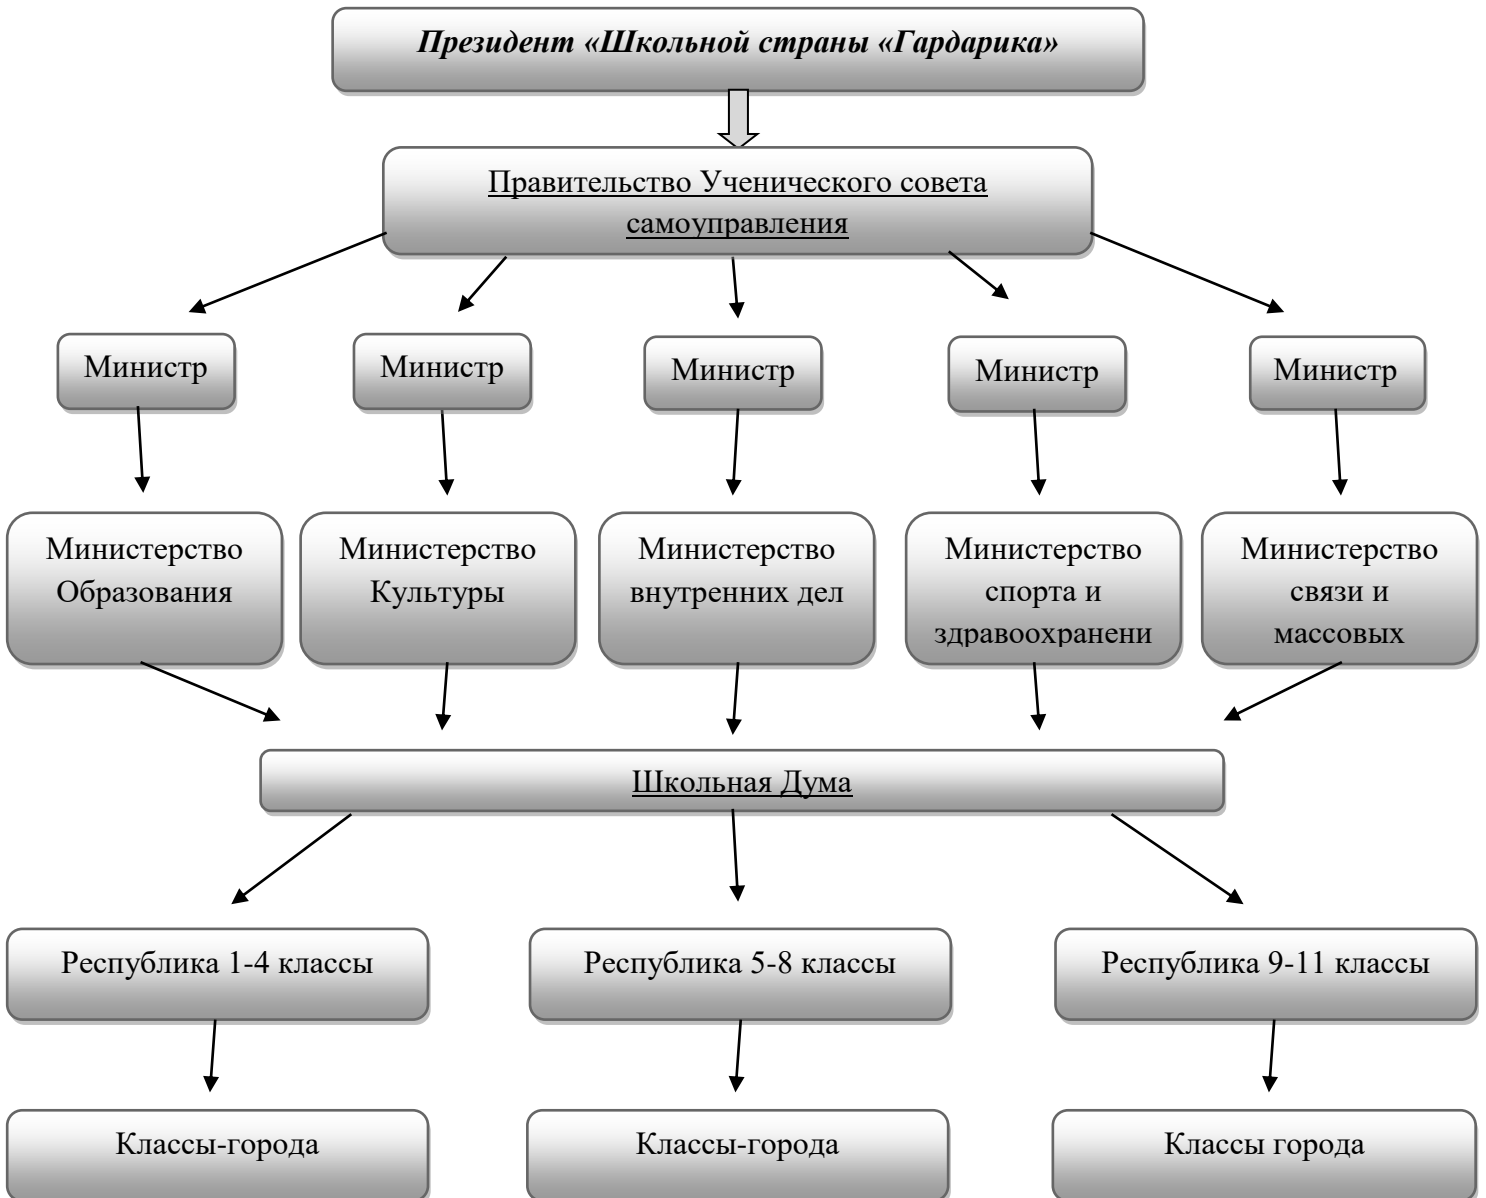 Президент «Школьной страны «Гардарика»
Правительство Ученического совета
самоуправления
Министр
Министр
Министр
Министр
Министр
Министерство
Образования
Министерство
Культуры
Министерство
внутренних дел
Министерство
спорта и
здравоохранени
Министерство
связи и
массовых
Школьная Дума
Республика 1-4 классы
Республика 5-8 классы
Республика 9-11 классы
Классы-города
Классы-города
Классы города